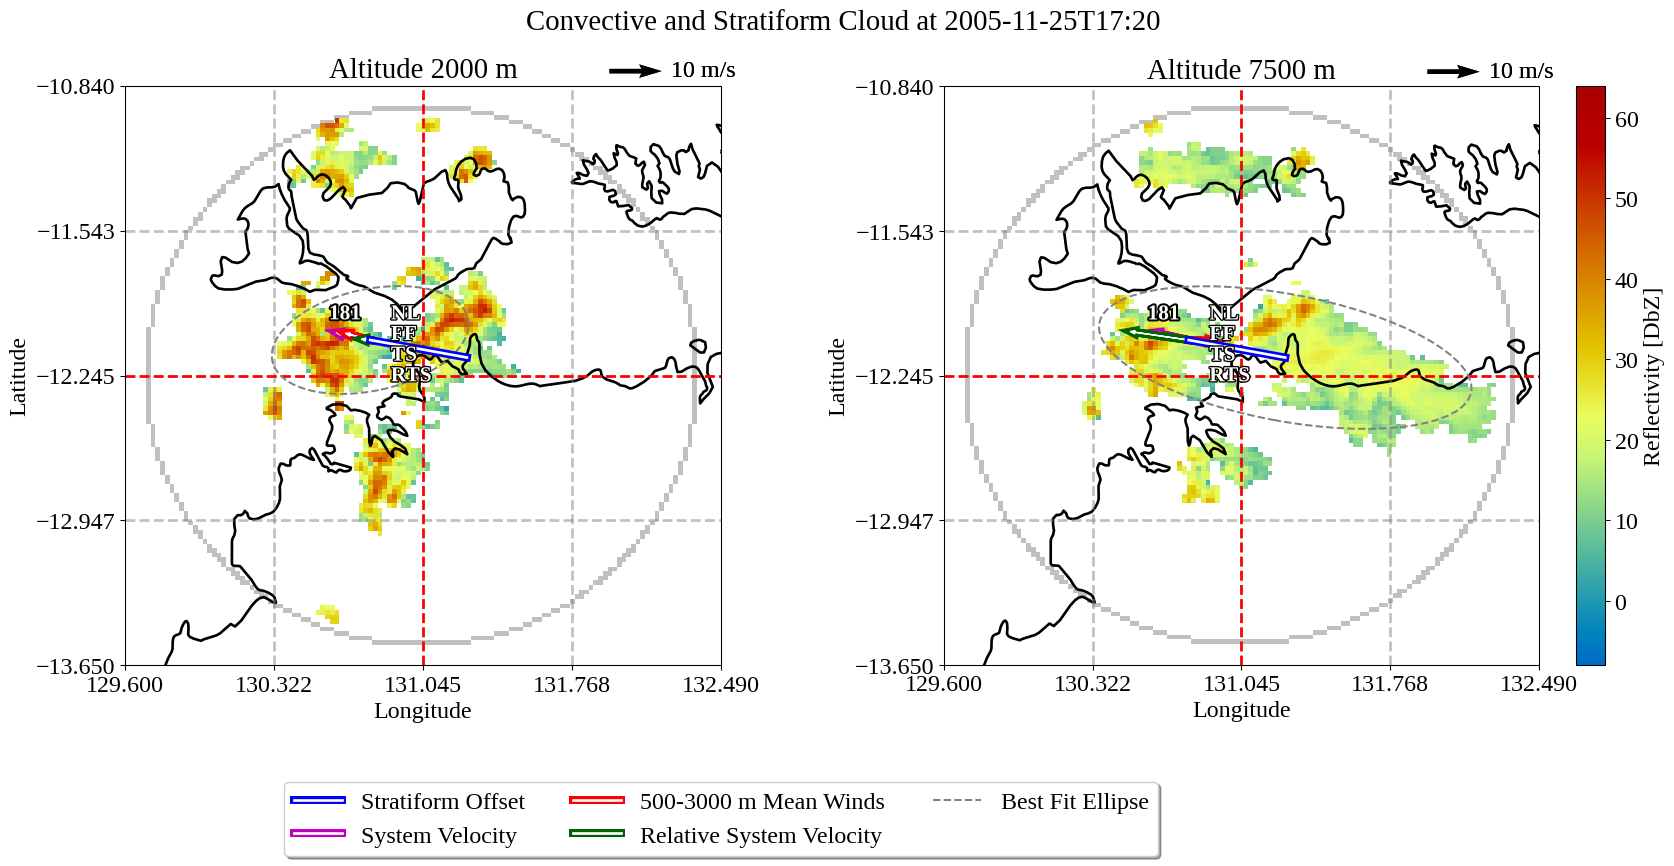 Convective and Stratiform Cloud at 2005-11-25T17:20
Altitude 2000 m
10 m/s
Altitude 7500 m
10 m/s
−10.840
−11.543
−12.245
−12.947
−13.650
Latitude
129.600
130.322
131.045
131.768
132.490
Longitude
181
NL
FF
TS
RTS
−10.840
−11.543
−12.245
−12.947
−13.650
Latitude
129.600
130.322
131.045
131.768
132.490
Longitude
181
NL
FF
TS
RTS
60
50
40
30
20
10
0
Reflectivity [DbZ]
Stratiform Offset
System Velocity
500-3000 m Mean Winds
Relative System Velocity
Best Fit Ellipse